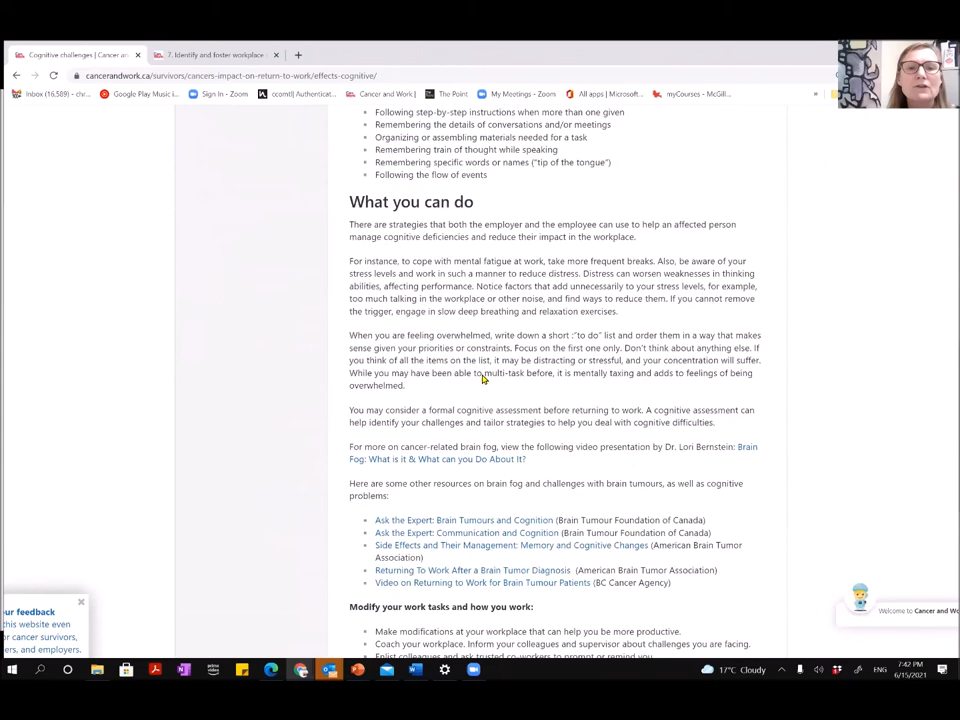 Cognitive challenges | Cancer an
7. Identify and foster workplace
cancerandwork.ca/survivors/cancers-impact-on-return-to-work/effects-cognitive/
Inbox (16,589) - chr...
Google Play Music |...
Sign In - Zoom
ccomtl| Authenticat...
Cancer and Work |
The Point
My Meetings - Zoom
All apps | Microsoft...
myCourses - McGill...
»
Following step-by-step instructions when more than one given
Remembering the details of conversations and/or meetings
Organizing or assembling materials needed for a task
Remembering train of thought while speaking
Remembering specific words or names ("tip of the tongue")
Following the flow of events
What you can do
There are strategies that both the employer and the employee can use to help an affected person
manage cognitive deficiencies and reduce their impact in the workplace.
For instance, to cope with mental fatigue at work, take more frequent breaks. Also, be aware of your
stress levels and work in such a manner to reduce distress. Distress can worsen weaknesses in thinking
abilities, affecting performance. Notice factors that add unnecessarily to your stress levels, for example,
too much talking in the workplace or other noise, and find ways to reduce them. If you cannot remove
the trigger, engage in slow deep breathing and relaxation exercises.
When you are feeling overwhelmed, write down a short :"to do" list and order them in a way that makes
sense given your priorities or constraints. Focus on the first one only. Don't think about anything else. If
you think of all the items on the list, it may be distracting or stressful, and your concentration will suffer.
While you may have been able to multi-task before, it is mentally taxing and adds to feelings of being
overwhelmed.
You may consider a formal cognitive assessment before returning to work. A cognitive assessment can
help identify your challenges and tailor strategies to help you deal with cognitive difficulties.
For more on cancer-related brain fog, view the following video presentation by Dr. Lori Bernstein: Brain
Fog: What is it & What can you Do About It?
Here are some other resources on brain fog and challenges with brain tumours, as well as cognitive
problems:
Ask the Expert: Brain Tumours and Cognition (Brain Tumour Foundation of Canada)
Ask the Expert: Communication and Cognition (Brain Tumour Foundation of Canada)
Side Effects and Their Management: Memory and Cognitive Changes (American Brain Tumor
Association)
Returning To Work After a Brain Tumor Diagnosis (American Brain Tumor Association)
Video on Returning to Work for Brain Tumour Patients (BC Cancer Agency)
Modify your work tasks and how you work:
Make modifications at your workplace that can help you be more productive.
Coach your workplace. Inform your colleagues and supervisor about challenges you are facing.
Enlist colleagues and ask trusted co-workers to prompt or remind you.
our feedback
this website even
or cancer survivors,
ers, and employers.
Welcome to Cancer and Wo
17°C Cloudy
ENG
7:42 PM
6/15/2021